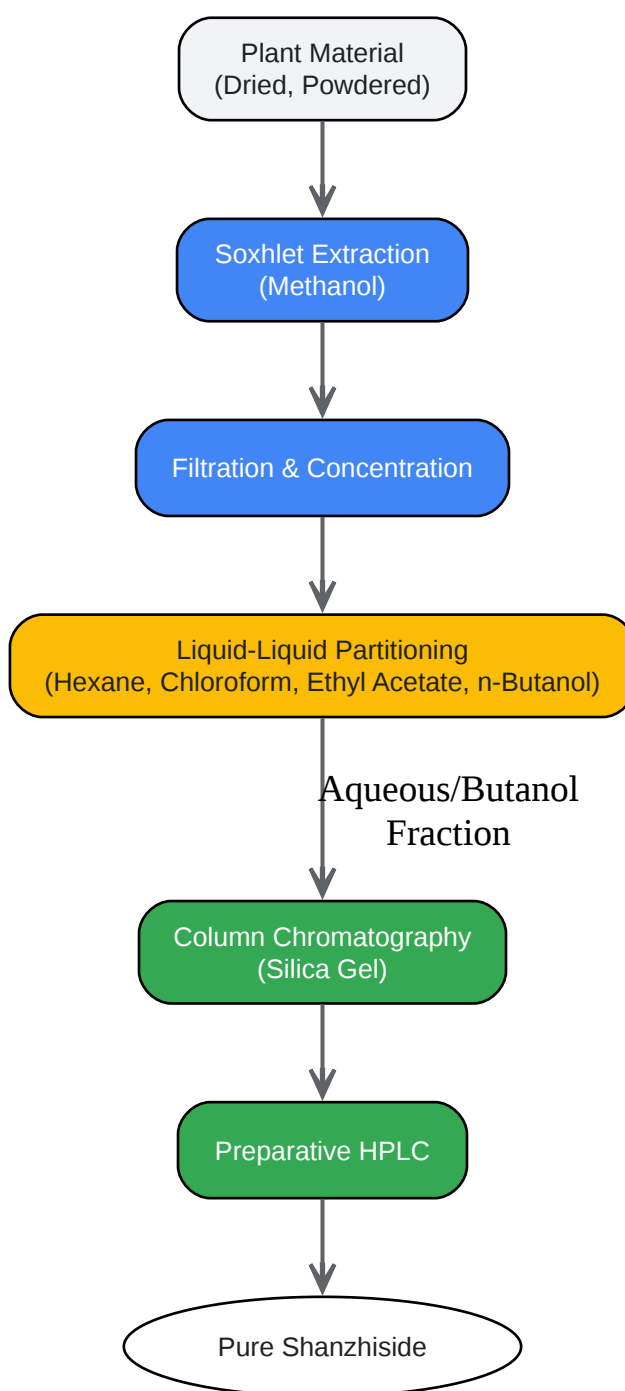 Plant Material
(Dried, Powdered)
Soxhlet Extraction
(Methanol)
Filtration & Concentration
Liquid-Liquid Partitioning
(Hexane, Chloroform, Ethyl Acetate, n-Butanol)
Aqueous/Butanol
Fraction
Column Chromatography
(Silica Gel)
Preparative HPLC
Pure Shanzhiside